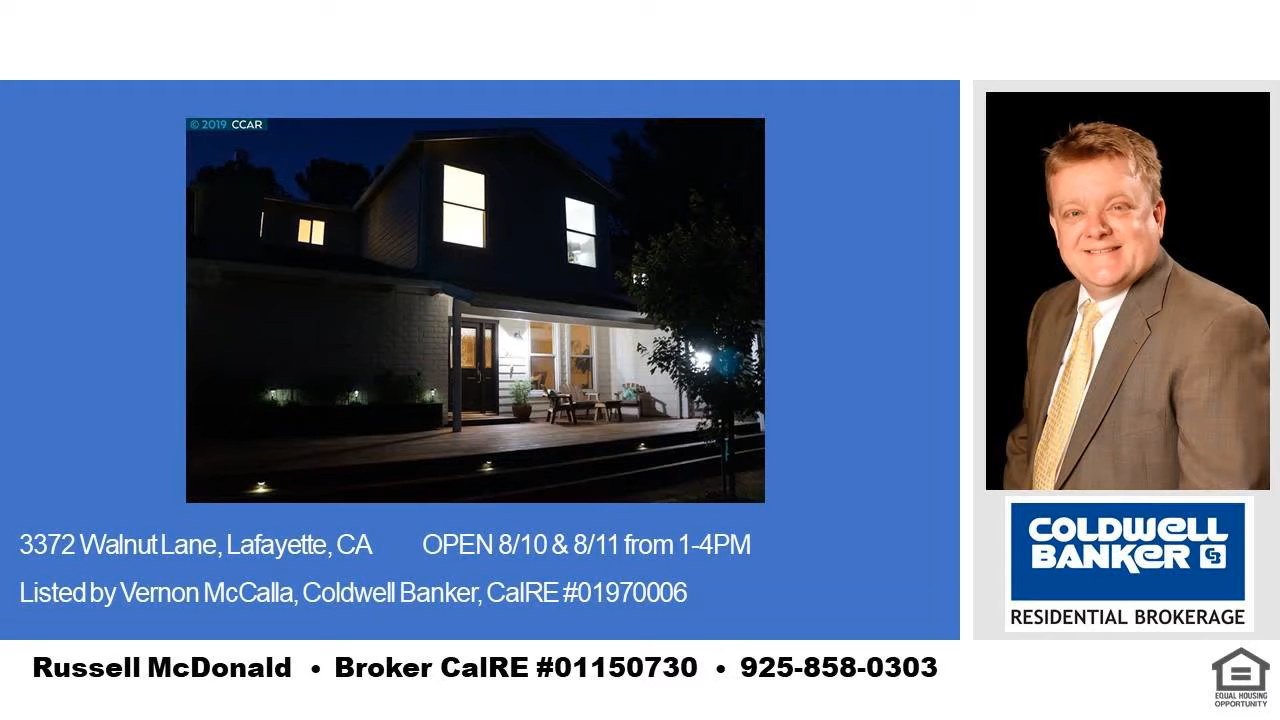 © 2019 CCAR
3372 Walnut Lane, Lafayette, CA OPEN 8/10 & 8/11 from 1-4PM
Listed by Vernon McCalla, Coldwell Banker, CalRE #01970006
COLDWELL
BANKER CB
RESIDENTIAL BROKERAGE
Russell McDonald • Broker CalRE #01150730 • 925-858-0303
EQUAL HOUSING
OPPORTUNITY